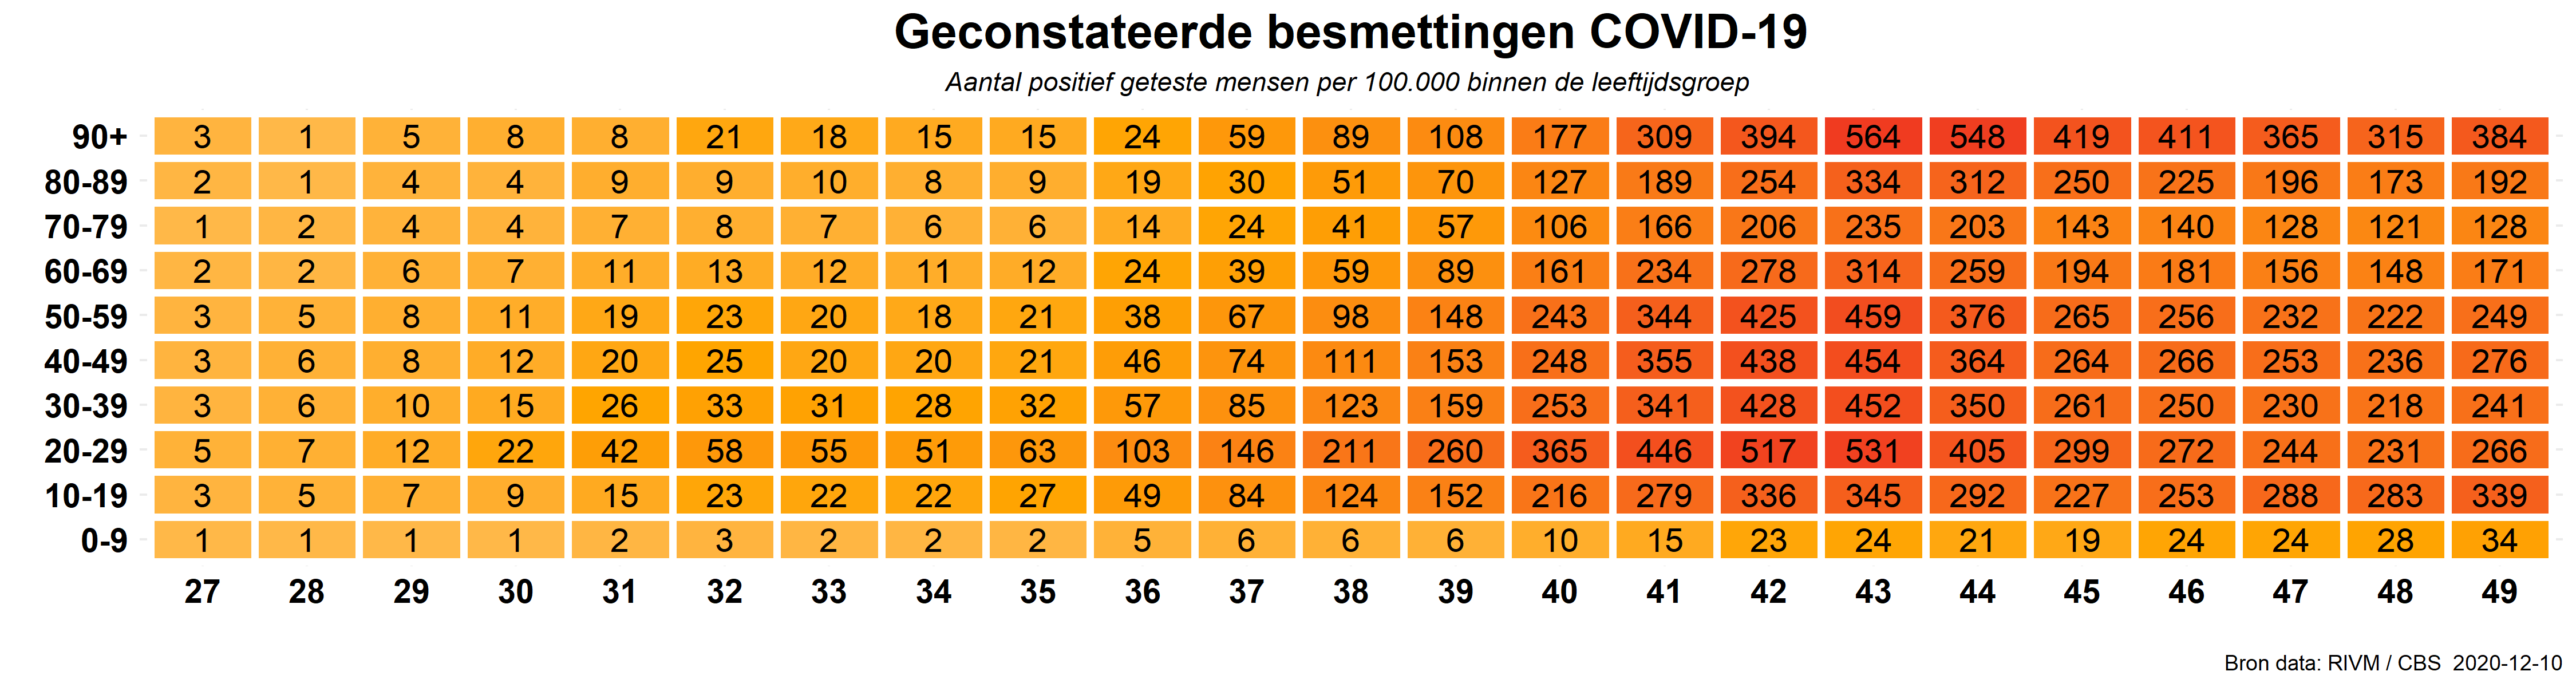 Geconstateerde besmettingen COVID-19
Aantal positief geteste mensen per 100.000 binnen de leeftijdsgroep
90+ 3 1 5 8 8 21 18 15 15 24 59 89 108 177 309 394 564 548 419 411 365 315 384
80-89 2 1 4 4 9 9 10 8 9 19 30 51 70 127 189 254 334 312 250 225 196 173 192
70-79 1 2 4 4 7 8 7 6 6 14 24 41 57 106 166 206 235 203 143 140 128 121 128
60-69 2 2 6 7 11 13 12 11 12 24 39 59 89 161 234 278 314 259 194 181 156 148 171
50-59 3 5 8 11 19 23 20 18 21 38 67 98 148 243 344 425 459 376 265 256 232 222 249
40-49 3 6 8 12 20 25 20 20 21 46 74 111 153 248 355 438 454 364 264 266 253 236 276
30-39 3 6 10 15 26 33 31 28 32 57 85 123 159 253 341 428 452 350 261 250 230 218 241
20-29 5 7 12 22 42 58 55 51 63 103 146 211 260 365 446 517 531 405 299 272 244 231 266
10-19 3 5 7 9 15 23 22 22 27 49 84 124 152 216 279 336 345 292 227 253 288 283 339
0-9 1 1 1 1 2 3 2 2 2 5 6 6 6 10 15 23 24 21 19 24 24 28 34
27 28 29 30 31 32 33 34 35 36 37 38 39 40 41 42 43 44 45 46 47 48 49
Bron data: RIVM / CBS 2020-12-10